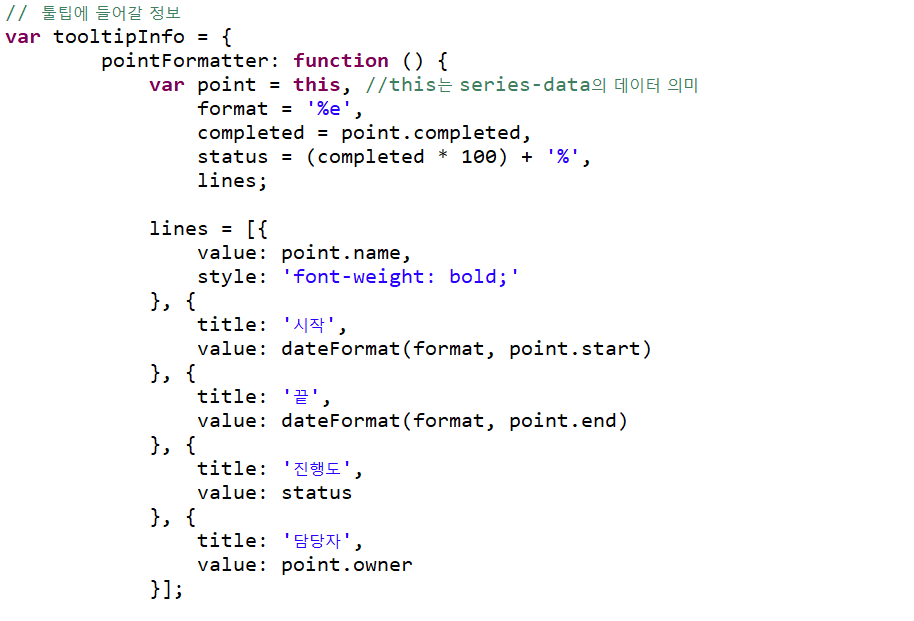 // 툴팁에 들어갈 정보
var tooltipInfo = {
        pointFormatter: function () {
            var point = this, //this는 series-data의 데이터 의미
                format = '%e',
                completed = point.completed,
                status = (completed * 100) + '%',
                lines;

            lines = [{
                value: point.name,
                style: 'font-weight: bold;'
            }, {
                title: '시작',
                value: dateFormat(format, point.start)
            }, {
                title: '끝',
                value: dateFormat(format, point.end)
            }, {
                title: '진행도',
                value: status
            }, {
                title: '담당자',
                value: point.owner
            }];